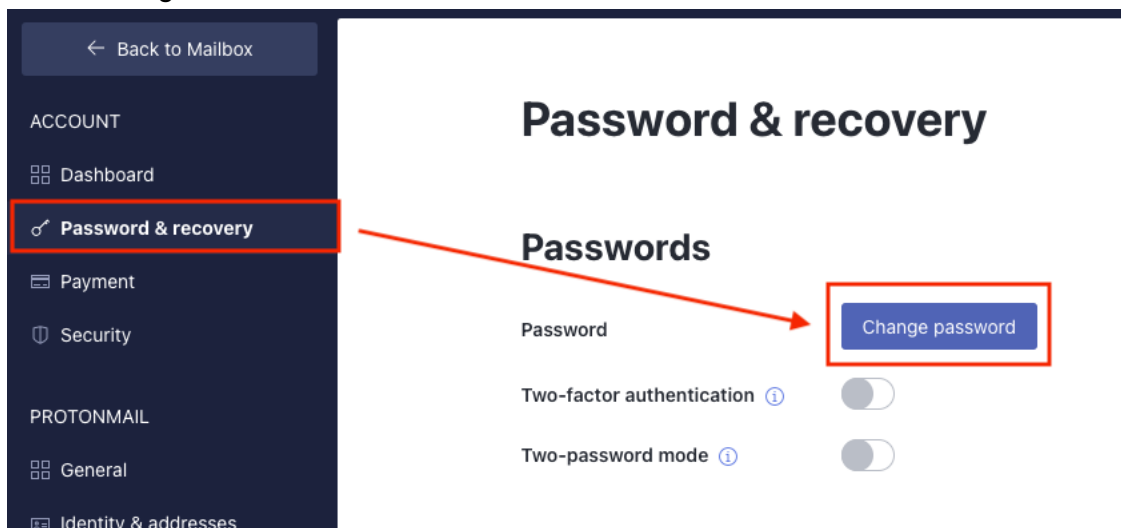 ← Back to Mailbox
ACCOUNT
Dashboard
Password & recovery
Payment
Security
PROTONMAIL
General
Identity & addresses
Password & recovery
Passwords
Password
Change password
Two-factor authentication
Two-password mode